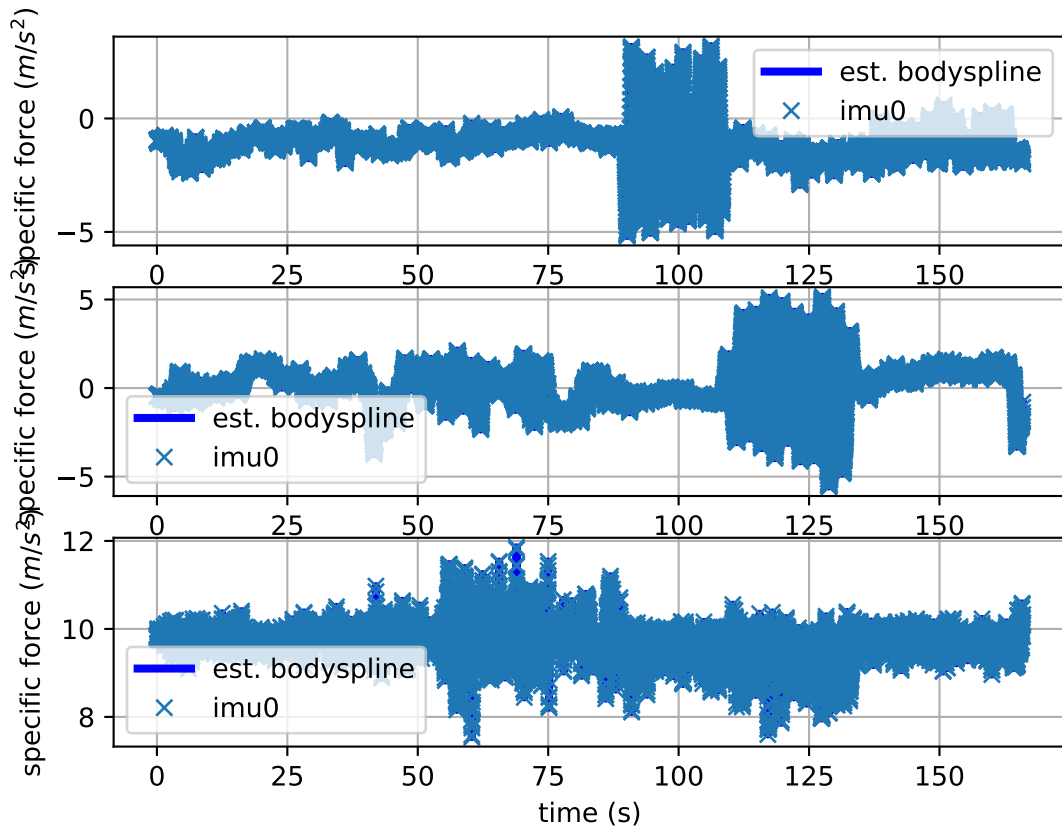 specific force (m/s²)
0
−5
est. bodyspline
imu0
0 25 50 75 100 125 150
specific force (m/s²)
5
0
−5
est. bodyspline
imu0
0 25 50 75 100 125 150
specific force (m/s²)
12
10
8
est. bodyspline
imu0
0 25 50 75 100 125 150
time (s)